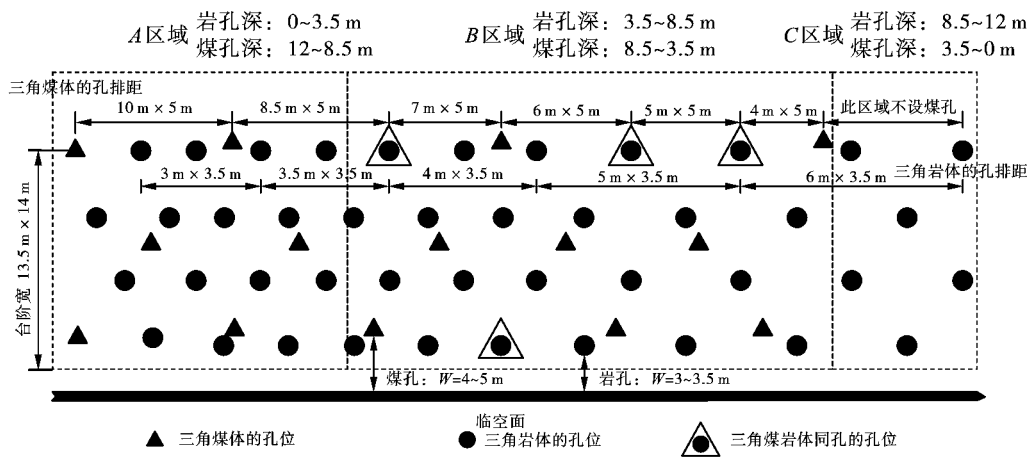 A区域 岩孔深：0~3.5 m
煤孔深：12~8.5 m
B区域 岩孔深：3.5~8.5 m
煤孔深：8.5~3.5 m
C区域 岩孔深：8.5~12 m
煤孔深：3.5~0 m
三角煤体的孔排距
10 m × 5 m
8.5 m × 5 m
7 m × 5 m
6 m × 5 m
5 m × 5 m
4 m × 5 m
此区域不设煤孔
3 m × 3.5 m
3.5 m × 3.5 m
4 m × 3.5 m
5 m × 3.5 m
6 m × 3.5 m
三角岩体的孔排距
台阶宽 13.5 m × 14 m
煤孔：W=4~5 m
岩孔：W=3~3.5 m
临空面
三角煤体的孔位
三角岩体的孔位
三角煤岩体同孔的孔位